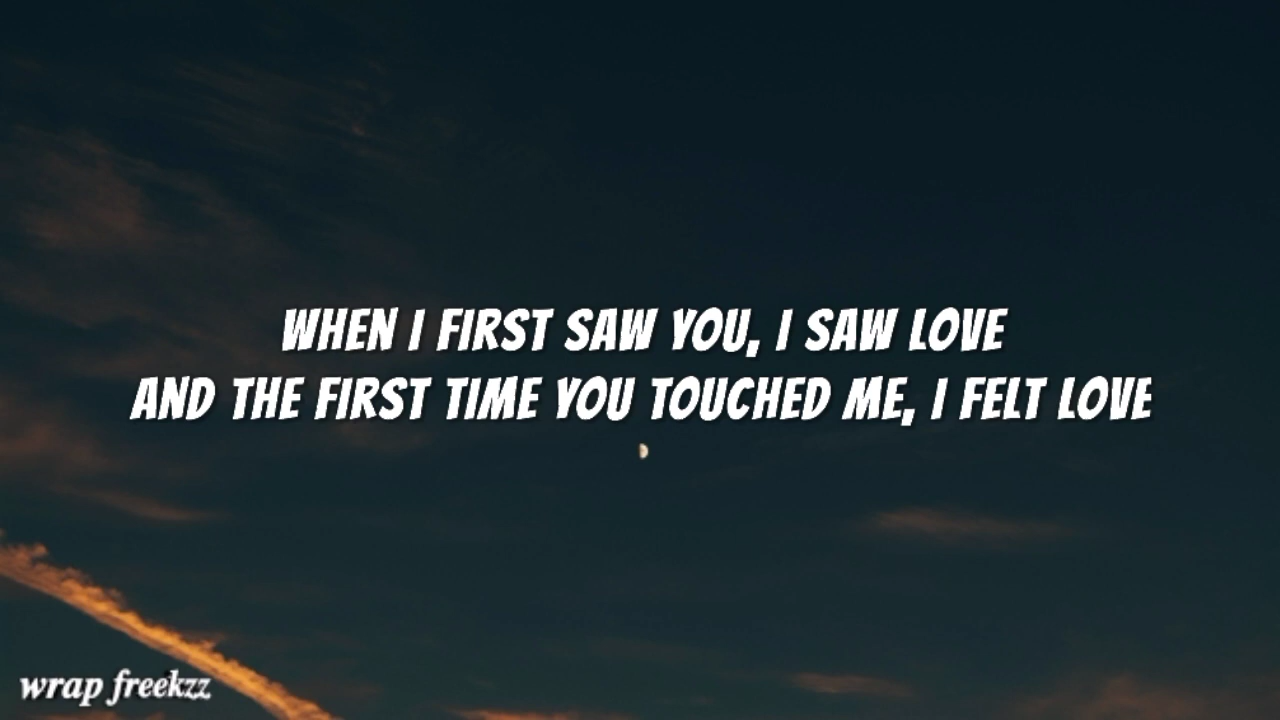 WHEN I FIRST SAW YOU, I SAW LOVE
AND THE FIRST TIME YOU TOUCHED ME, I FELT LOVE
wrap freekzz